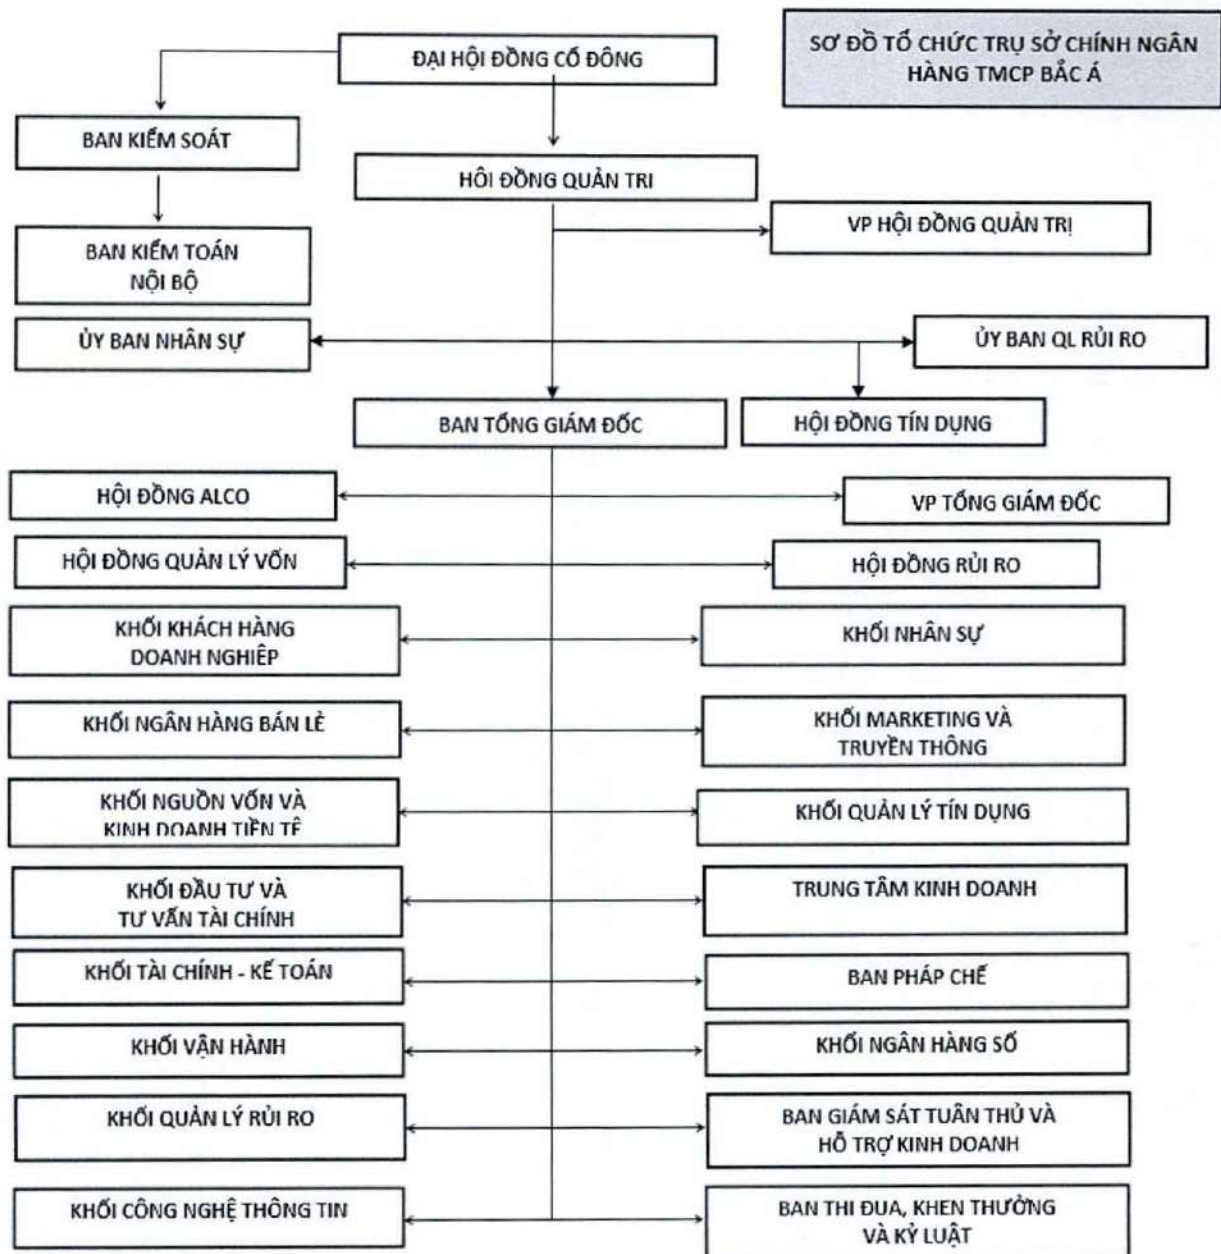 SƠ ĐỒ TỔ CHỨC TRỤ SỞ CHÍNH NGÂN
HÀNG TMCP BẮC Á
ĐẠI HỘI ĐỒNG CỔ ĐÔNG
BAN KIỂM SOÁT
HÔI ĐỒNG QUẢN TRI
VP HỘI ĐỒNG QUẢN TRỊ
BAN KIỂM TOÁN
NỘI BỘ
ỦY BAN NHÂN SỰ
ỦY BAN QL RỦI RO
BAN TỔNG GIÁM ĐỐC
HỘI ĐỒNG TÍN DỤNG
HỘI ĐỒNG ALCO
VP TỔNG GIÁM ĐỐC
HỘI ĐỒNG QUẢN LÝ VỐN
HỘI ĐỒNG RỦI RO
KHỐI KHÁCH HÀNG
DOANH NGHIÊP
KHỐI NHÂN SỰ
KHỐI NGÂN HÀNG BÁN LẺ
KHỐI MARKETING VÀ
TRUYỀN THÔNG
KHỐI NGUỒN VỐN VÀ
KINH DOANH TIỀN TÊ
KHỐI QUẢN LÝ TÍN DỤNG
KHỐI ĐẦU TƯ VÀ
TƯ VẤN TÀI CHÍNH
TRUNG TÂM KINH DOANH
KHỐI TÀI CHÍNH - KẾ TOÁN
BAN PHÁP CHẾ
KHỐI VẬN HÀNH
KHỐI NGÂN HÀNG SỐ
KHỐI QUẢN LÝ RỦI RO
BAN GIÁM SÁT TUÂN THỦ VÀ
HỖ TRỢ KINH DOANH
KHỐI CÔNG NGHỆ THÔNG TIN
BAN THI ĐUA, KHEN THƯỞNG
VÀ KỶ LUẬT